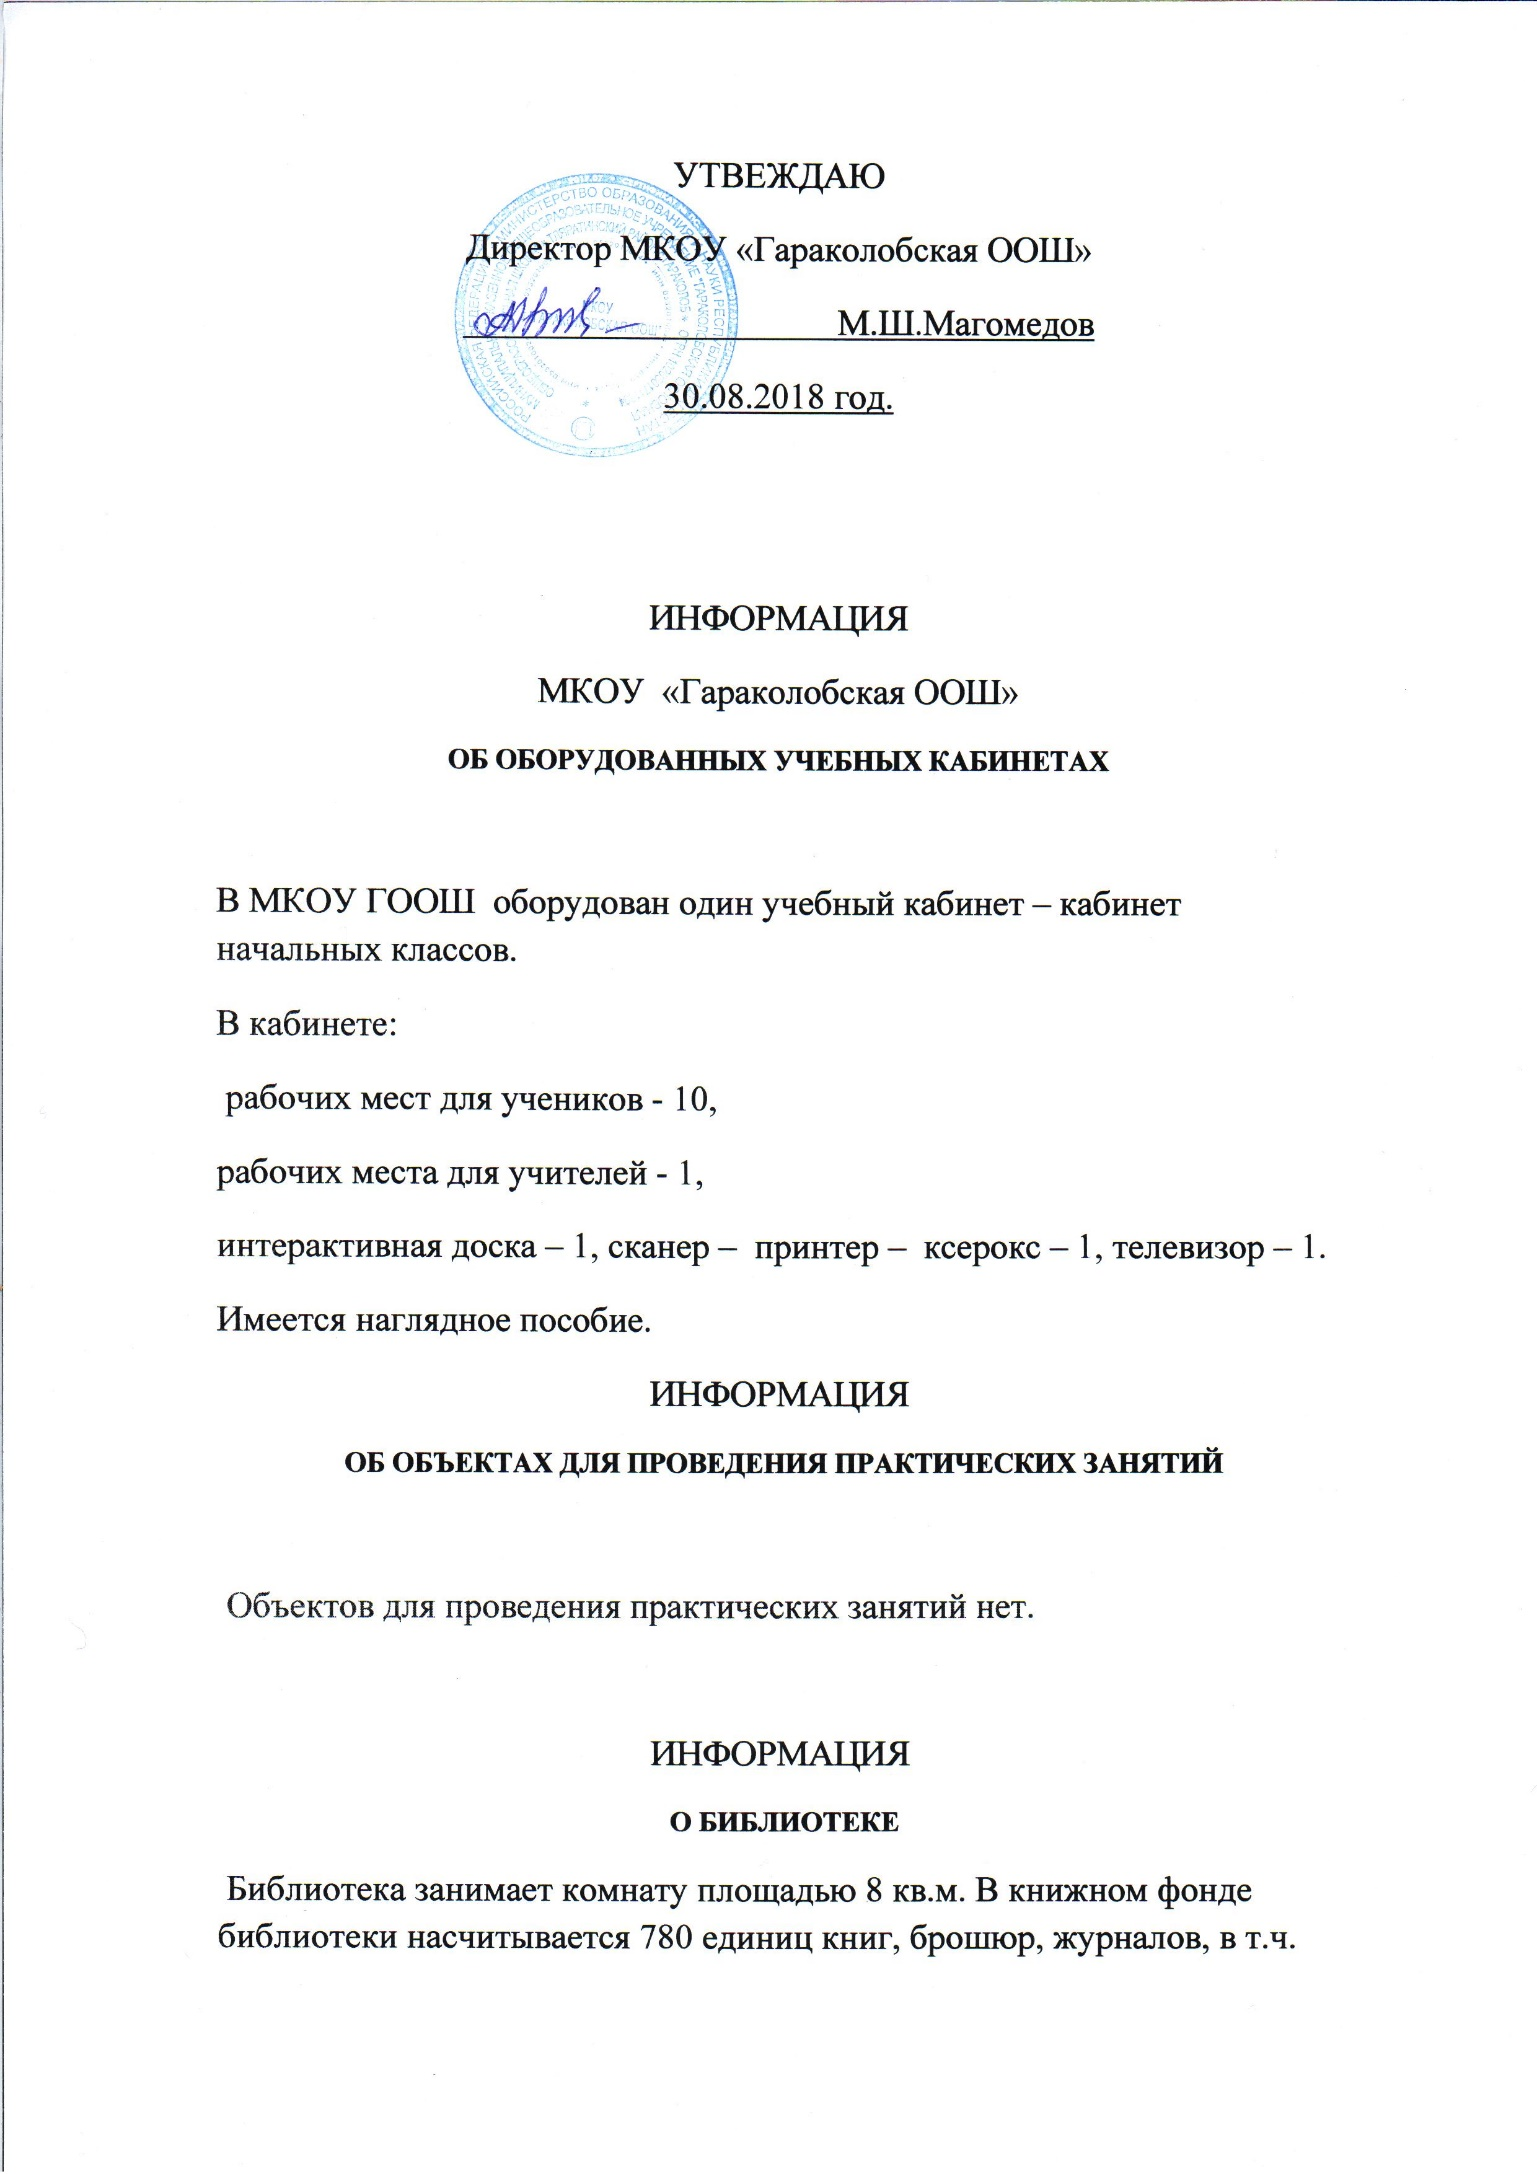 УТВЕЖДАЮ
Директор МКОУ «Гараколобская ООШ»
М.Ш.Магомедов
30.08.2018 год.
ИНФОРМАЦИЯ
МКОУ «Гараколобская ООШ»
ОБ ОБОРУДОВАННЫХ УЧЕБНЫХ КАБИНЕТАХ
В МКОУ ГООШ оборудован один учебный кабинет – кабинет
начальных классов.
В кабинете:
рабочих мест для учеников - 10,
рабочих места для учителей - 1,
интерактивная доска – 1, сканер – принтер – ксерокс – 1, телевизор – 1.
Имеется наглядное пособие.
ИНФОРМАЦИЯ
ОБ ОБЪЕКТАХ ДЛЯ ПРОВЕДЕНИЯ ПРАКТИЧЕСКИХ ЗАНЯТИЙ
Объектов для проведения практических занятий нет.
ИНФОРМАЦИЯ
О БИБЛИОТЕКЕ
Библиотека занимает комнату площадью 8 кв.м. В книжном фонде
библиотеки насчитывается 780 единиц книг, брошюр, журналов, в т.ч.